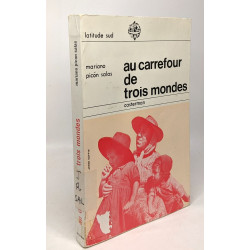 latitude sud
mariano
picón salas
au carrefour
de
trois mondes
casterman
trois mondes